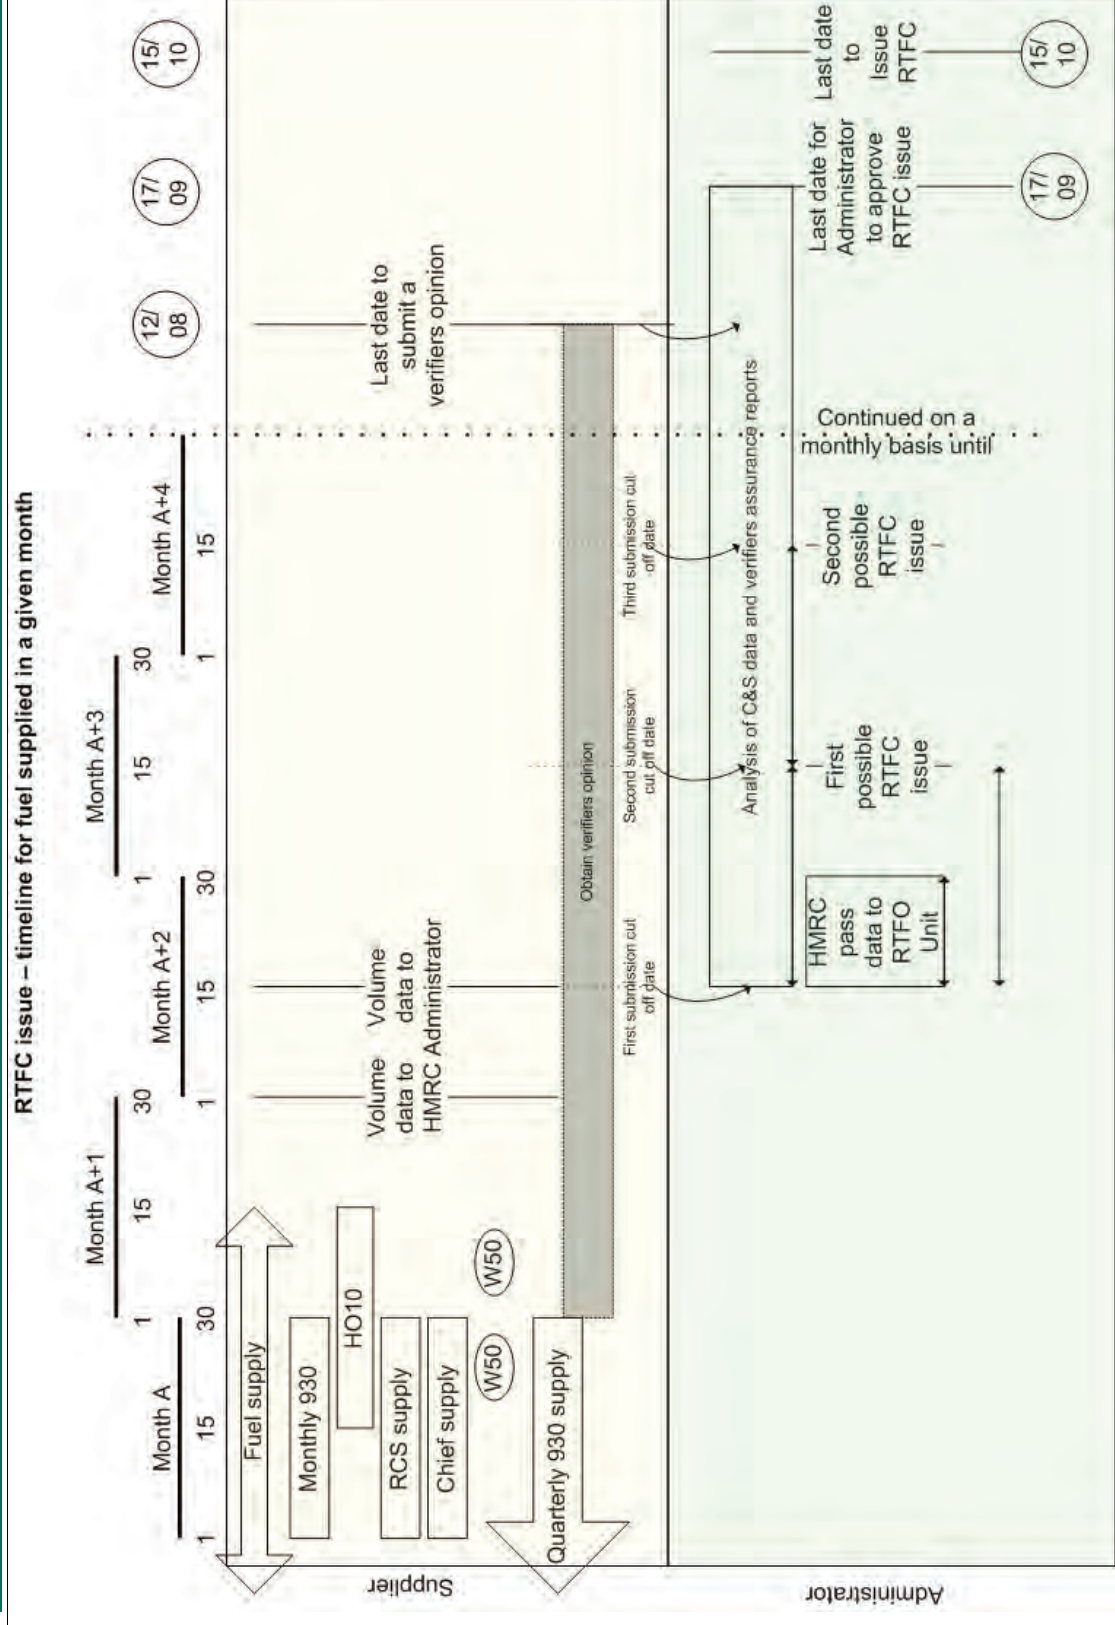 RTFC issue – timeline for fuel supplied in a given month
Month A
1
15
30
Month A+1
1
15
30
Month A+2
1
15
30
Month A+3
1
15
30
Month A+4
1
15
12/
08
17/
09
15/
10
Supplier
Fuel supply
Monthly 930
HO10
RCS supply
Chief supply
W50
W50
Quarterly 930 supply
Volume
data to
HMRC
Volume
data to
Administrator
Last date to
submit a
verifiers opinion
Obtain verifiers opinion
First submission cut
off date
Second submission
cut off date
Third submission cut
off date
Administrator
Analysis of C&S data and verifiers assurance reports
HMRC
pass
data to
RTFO
Unit
First
possible
RTFC
issue
Second
possible
RTFC
issue
Continued on a
monthly basis until
Last date for
Administrator
to approve
RTFC issue
Last date
to
Issue
RTFC
17/
09
15/
10